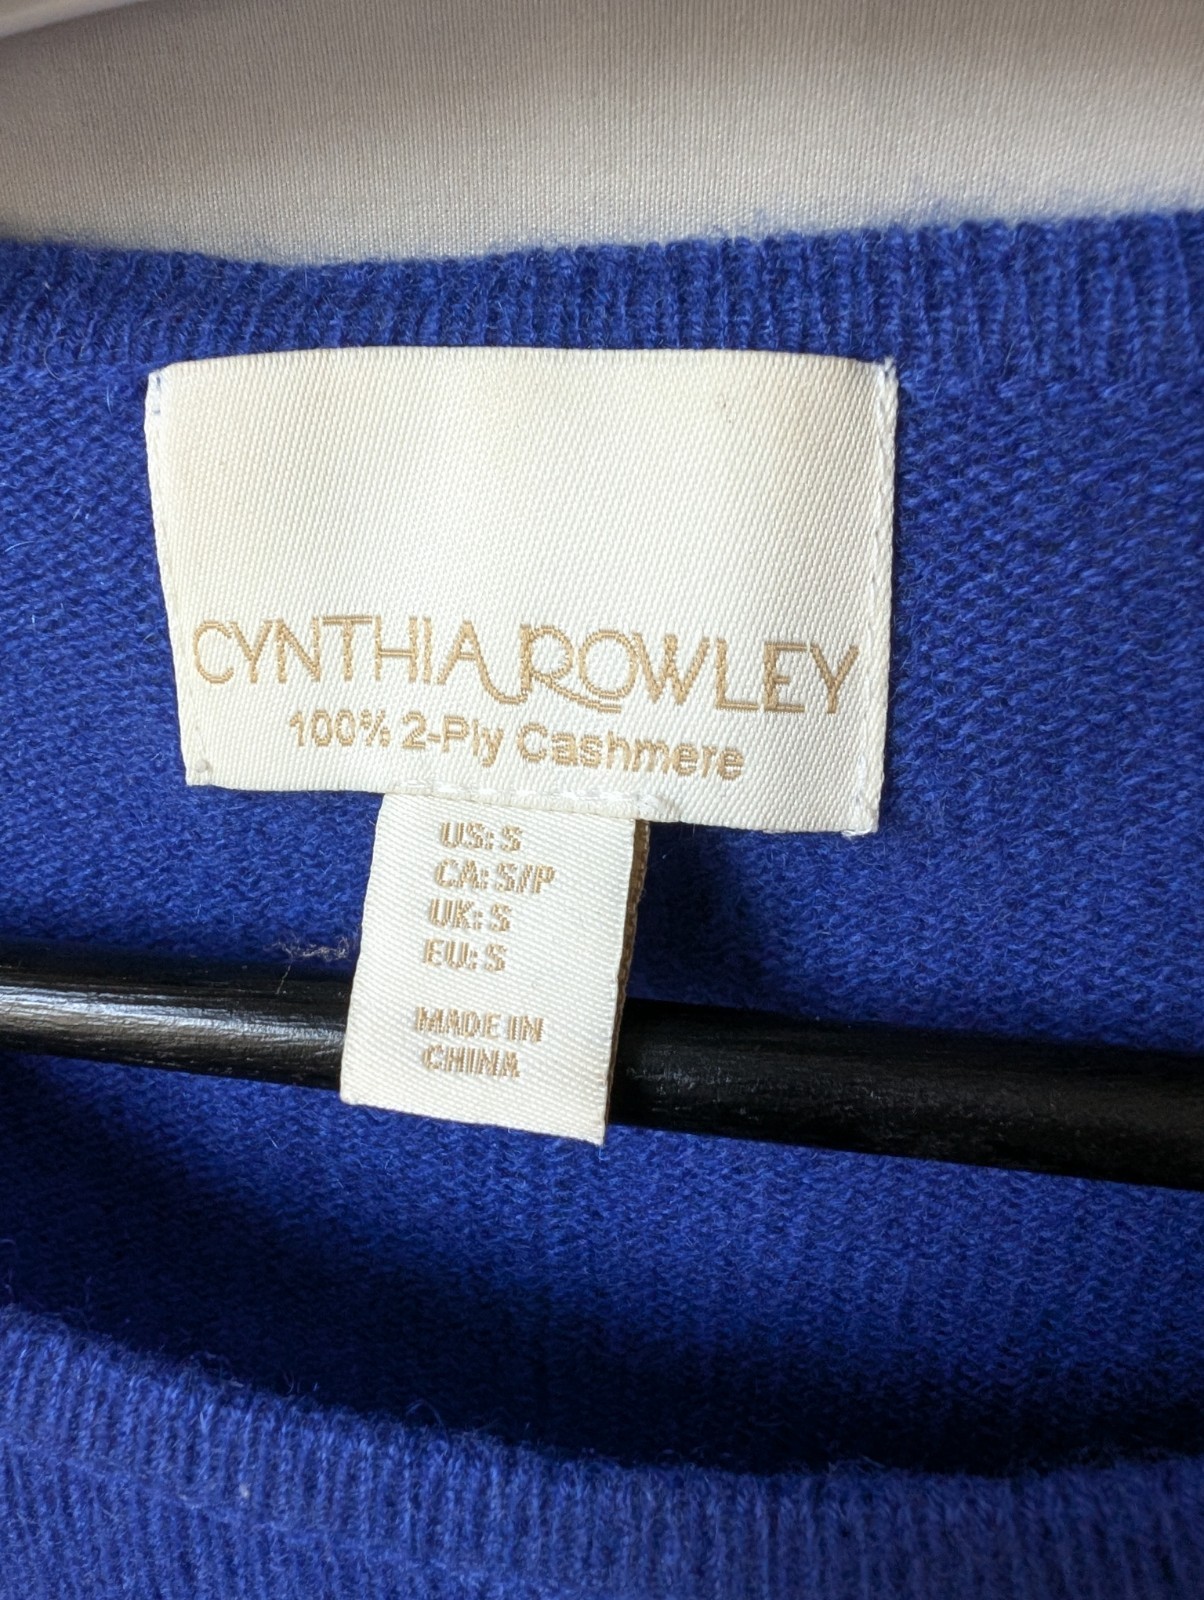 CYNTHIA ROWLEY
100% 2-Ply Cashmere
US: S
CA: S/P
UK: S
EU: S
MADE IN
CHINA